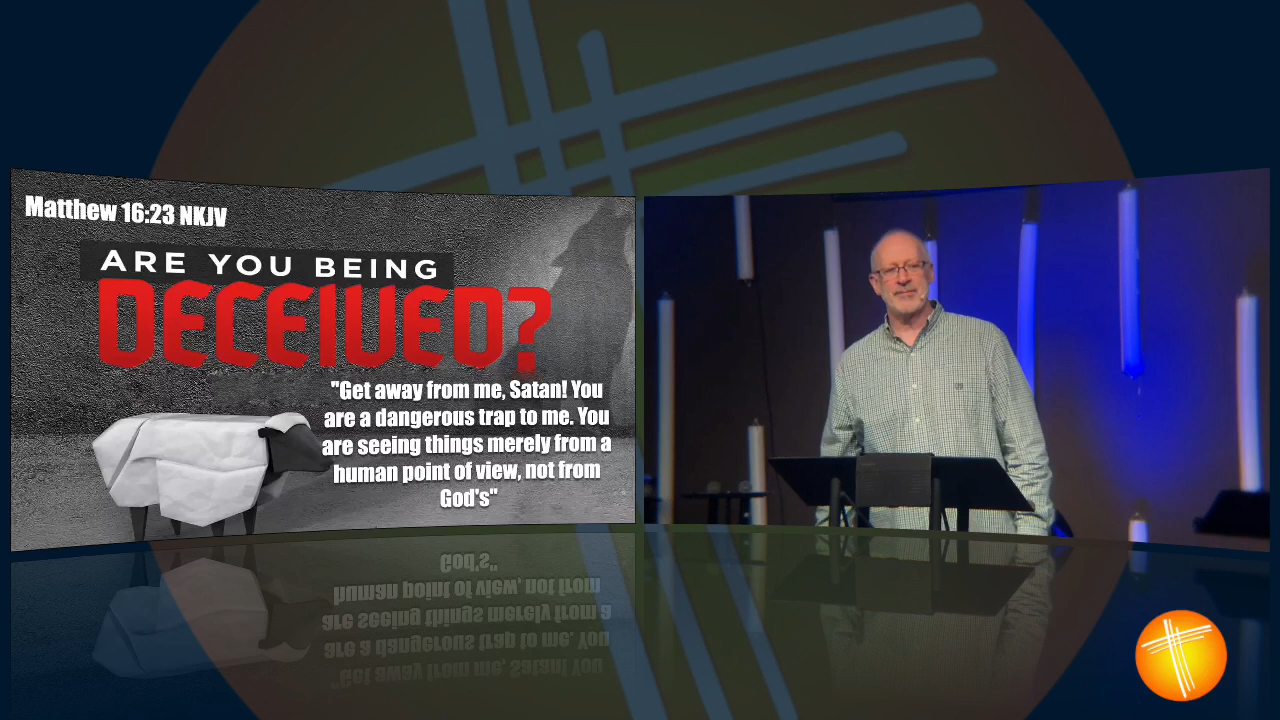 Matthew 16:23 NKJV
ARE YOU BEING
DECEIVED?
"Get away from me, Satan! You
are a dangerous trap to me. You
are seeing things merely from a
human point of view, not from
God's"